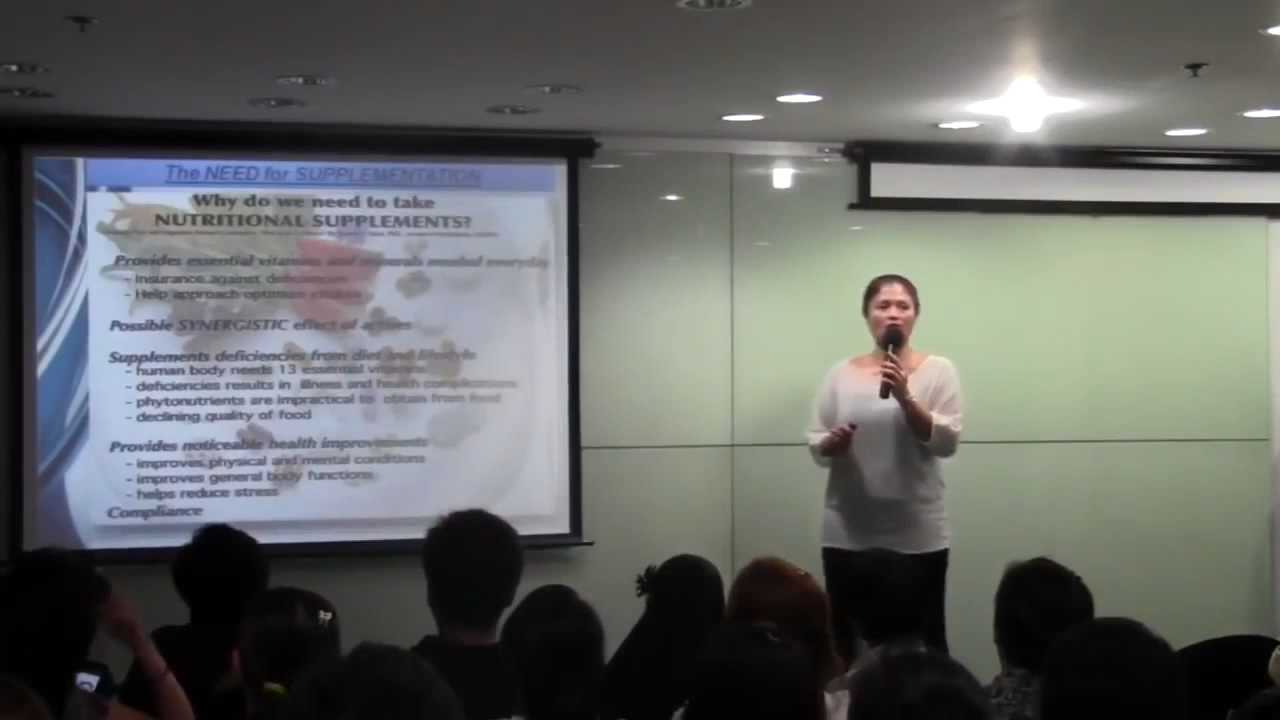 The NEED for SUPPLEMENTATION
Why do we need to take
NUTRITIONAL SUPPLEMENTS?
Provides essential vitamins and minerals needed everyday
- Insurance against deficiencies
- Help approach optimum
Possible SYNERGISTIC effect of actives
Supplements deficiencies from diet and lifestyle
- human body needs 13 essential vitamins
- deficiencies results in illness and health complications
- phytonutrients are impractical to obtain from food
- declining quality of food
Provides noticeable health improvements
- improves physical and mental conditions
- improves general body functions
- helps reduce stress
Compliance